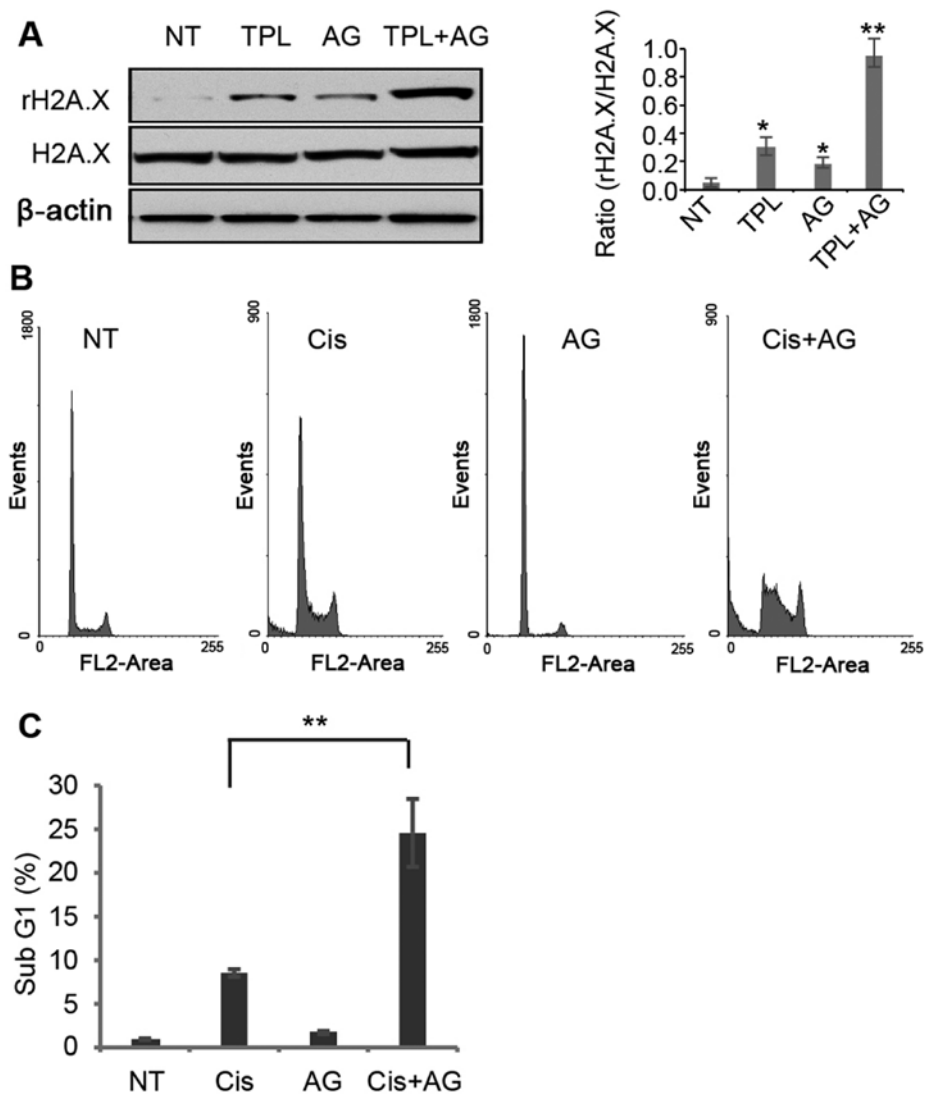 A
NT TPL AG TPL+AG
rH2A.X
H2A.X
β-actin
Ratio (rH2A.X/H2A.X)
1.0
0.8
0.6
0.4
0.2
0.0
* * **
NT TPL AG TPL+AG
B
NT
1800
Events
0
0 255
FL2-Area
Cis
900
Events
0
0 255
FL2-Area
AG
1800
Events
0
0 255
FL2-Area
Cis+AG
900
Events
0
0 255
FL2-Area
C
**
Sub G1 (%)
30
25
20
15
10
5
0
NT Cis AG Cis+AG